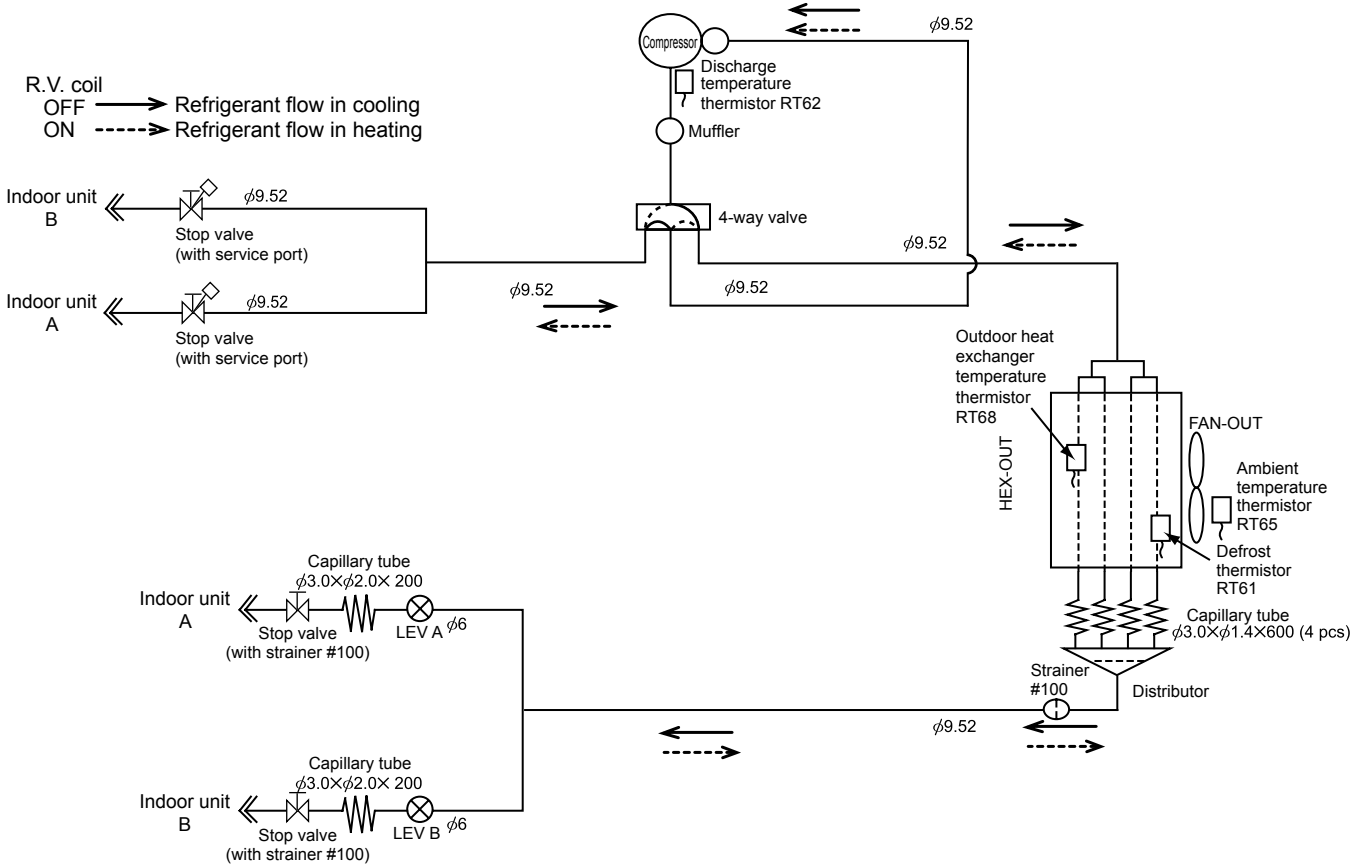 R.V. coil
OFF Refrigerant flow in cooling
ON Refrigerant flow in heating
Compressor
ϕ9.52
Discharge
temperature
thermistor RT62
Muffler
4-way valve
Indoor unit
B
ϕ9.52
Stop valve
(with service port)
Indoor unit
A
ϕ9.52
Stop valve
(with service port)
ϕ9.52
ϕ9.52
ϕ9.52
Outdoor heat
exchanger
temperature
thermistor
RT68
HEX-OUT
FAN-OUT
Ambient
temperature
thermistor
RT65
Defrost
thermistor
RT61
Capillary tube
ϕ3.0×ϕ1.4×600 (4 pcs)
Distributor
Strainer
#100
ϕ9.52
Capillary tube
ϕ3.0×ϕ2.0× 200
Indoor unit
A
Stop valve
(with strainer #100)
LEV A ϕ6
Capillary tube
ϕ3.0×ϕ2.0× 200
Indoor unit
B
Stop valve
(with strainer #100)
LEV B ϕ6